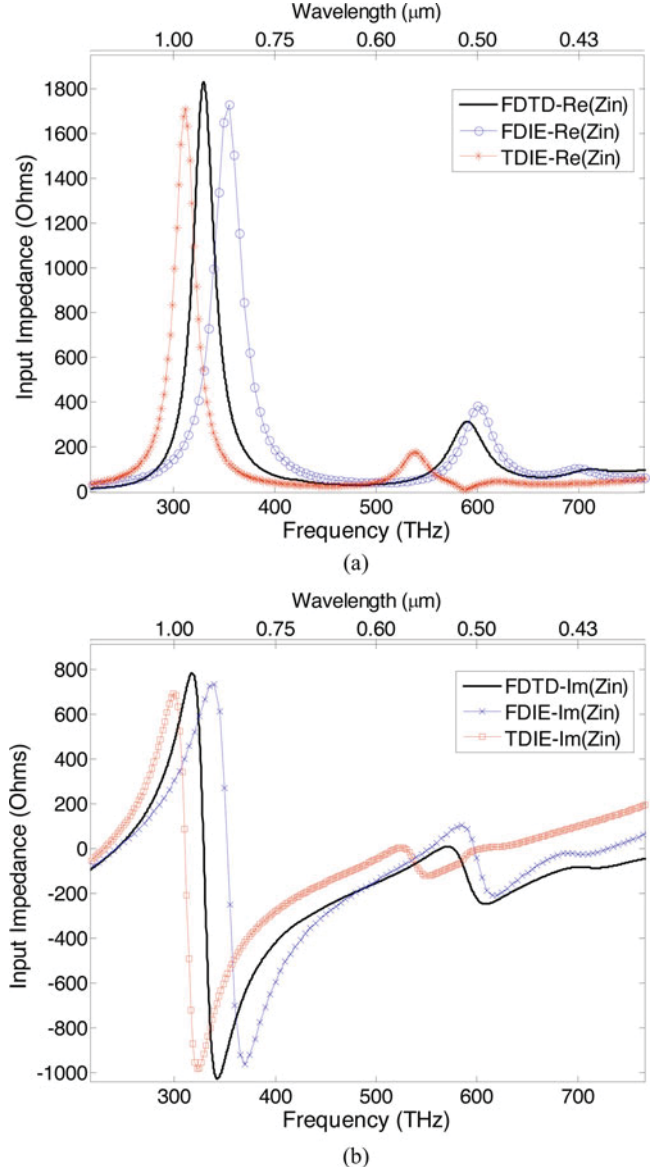 Wavelength (μm)
1.00 0.75 0.60 0.50 0.43
1800
1600
1400
1200
1000
800
600
400
200
0
Input Impedance (Ohms)
FDTD-Re(Zin)
FDIE-Re(Zin)
TDIE-Re(Zin)
300 400 500 600 700
Frequency (THz)
(a)
Wavelength (μm)
1.00 0.75 0.60 0.50 0.43
800
600
400
200
0
-200
-400
-600
-800
-1000
Input Impedance (Ohms)
FDTD-Im(Zin)
FDIE-Im(Zin)
TDIE-Im(Zin)
300 400 500 600 700
Frequency (THz)
(b)